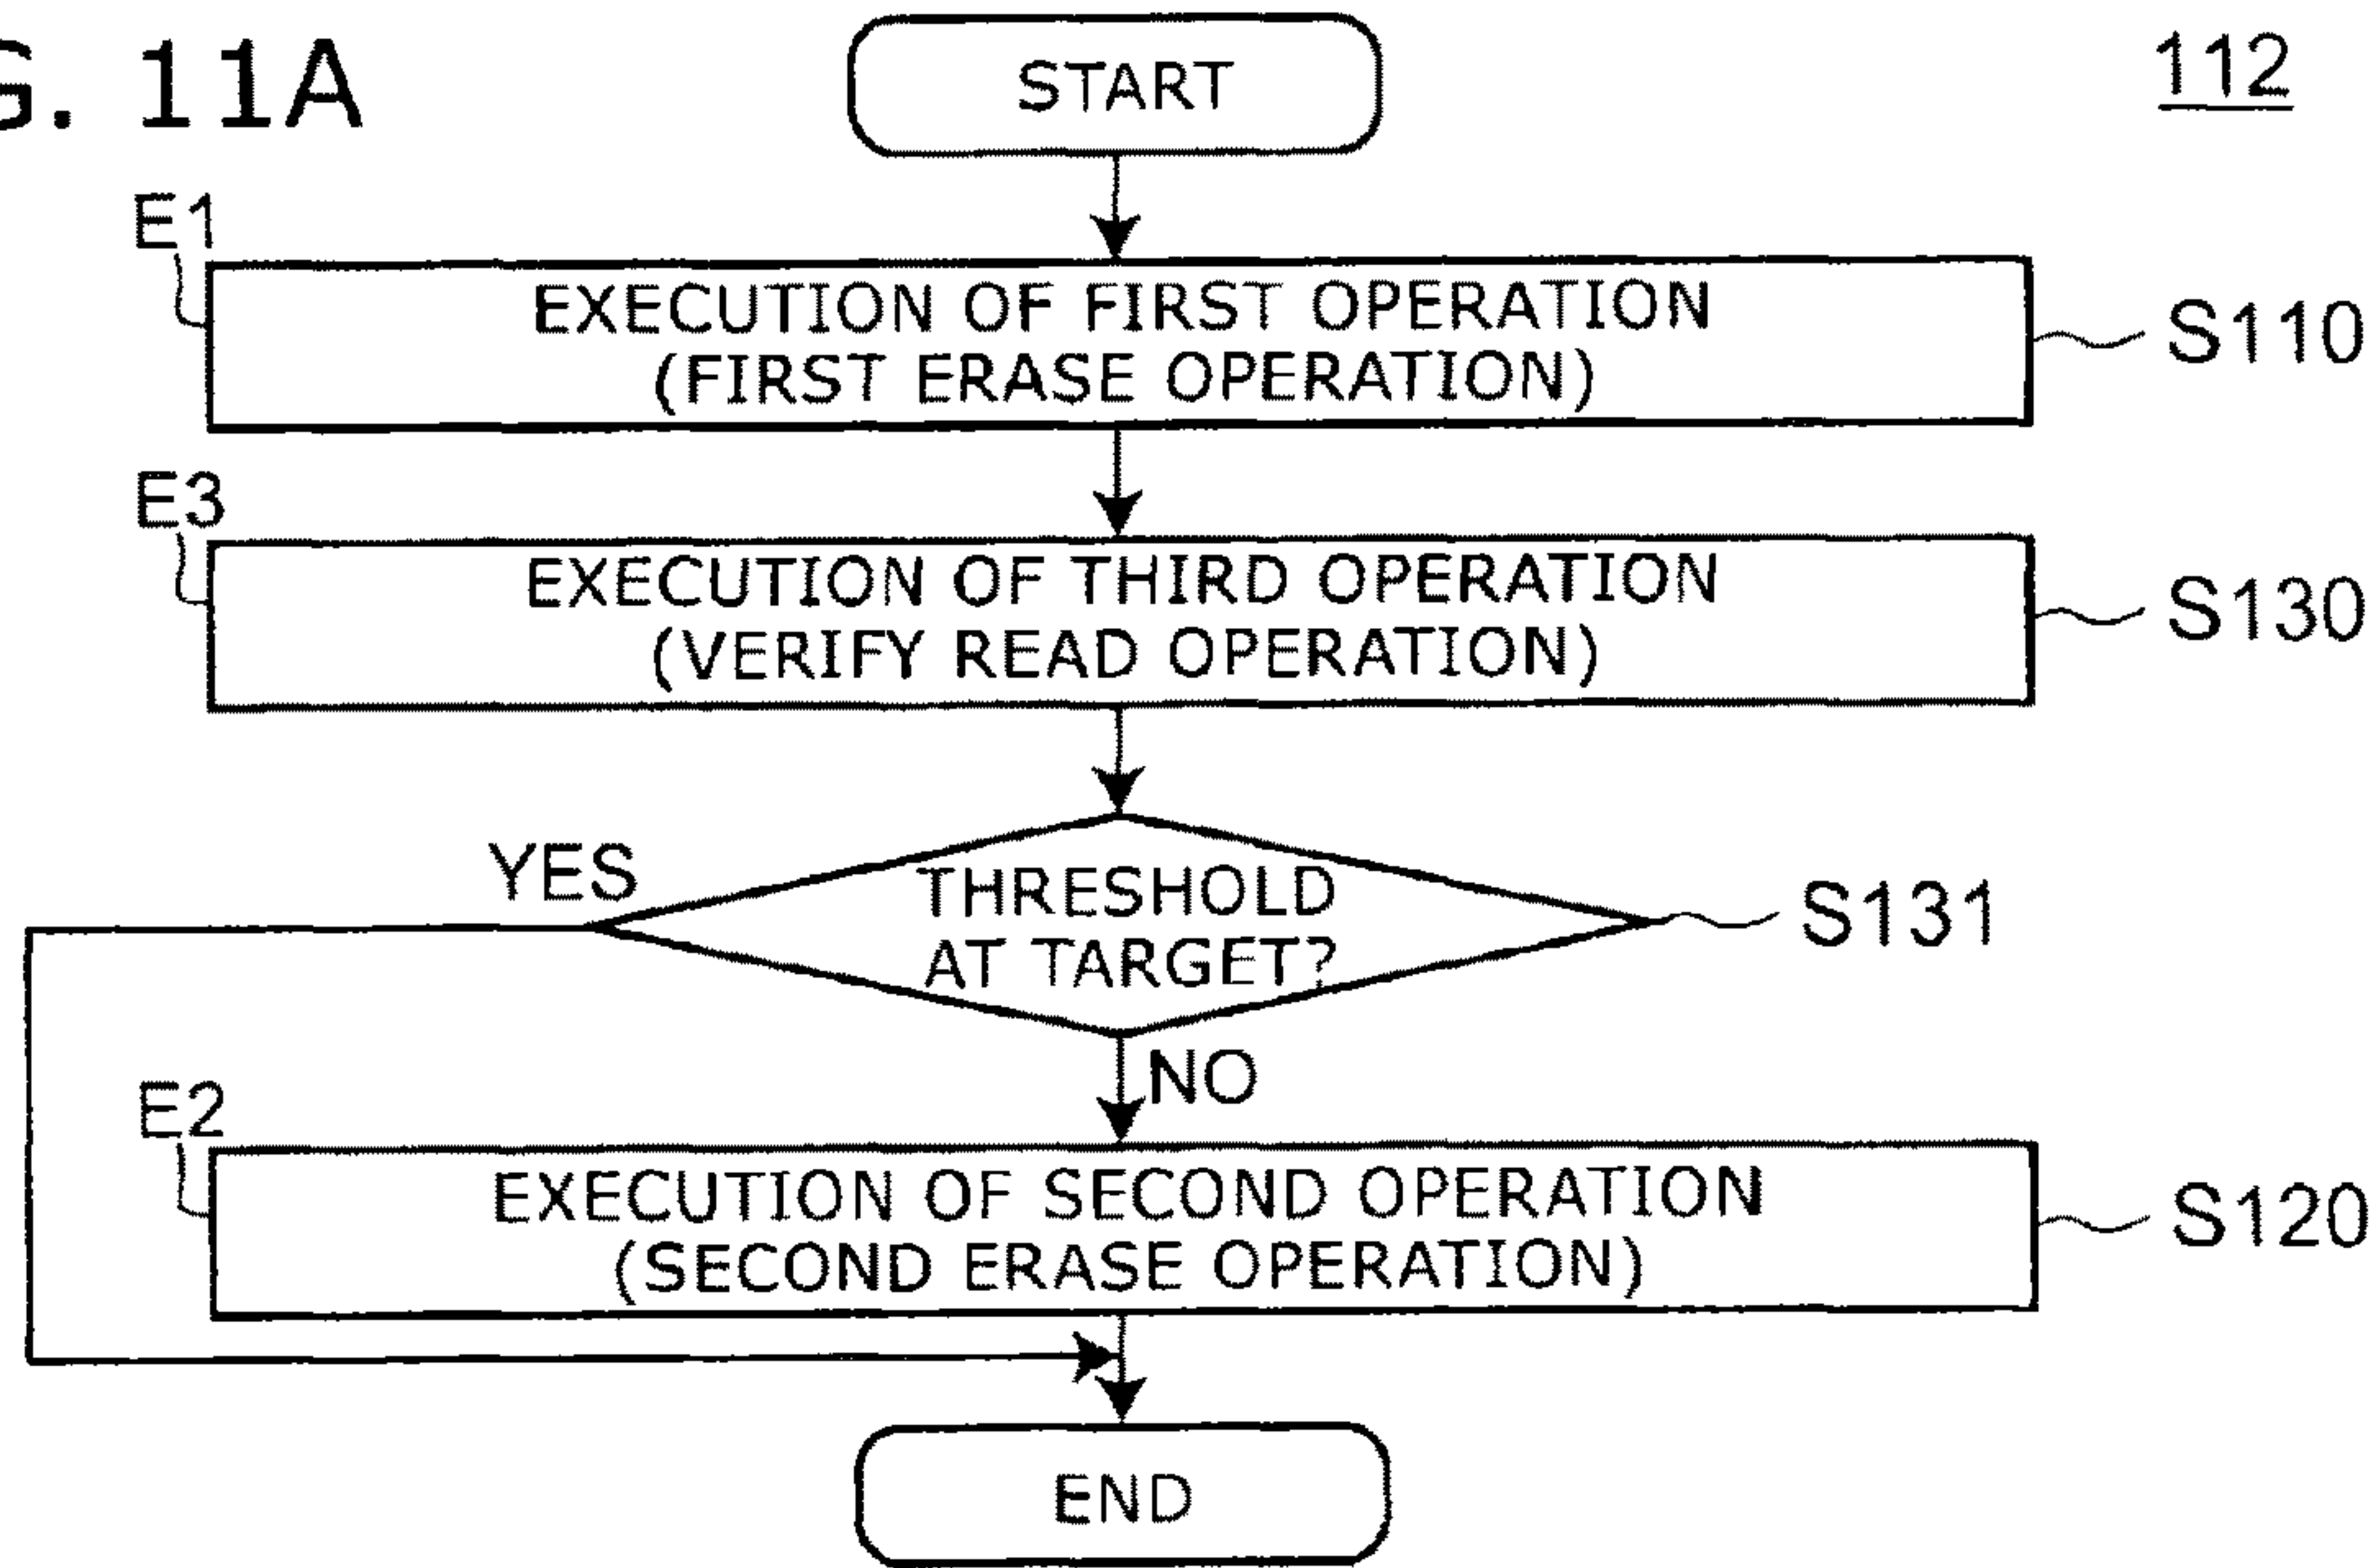 G. 11A
112
START
E1
EXECUTION OF FIRST OPERATION
(FIRST ERASE OPERATION)
S110
E3
EXECUTION OF THIRD OPERATION
(VERIFY READ OPERATION)
S130
YES
THRESHOLD
AT TARGET?
S131
NO
E2
EXECUTION OF SECOND OPERATION
(SECOND ERASE OPERATION)
S120
END